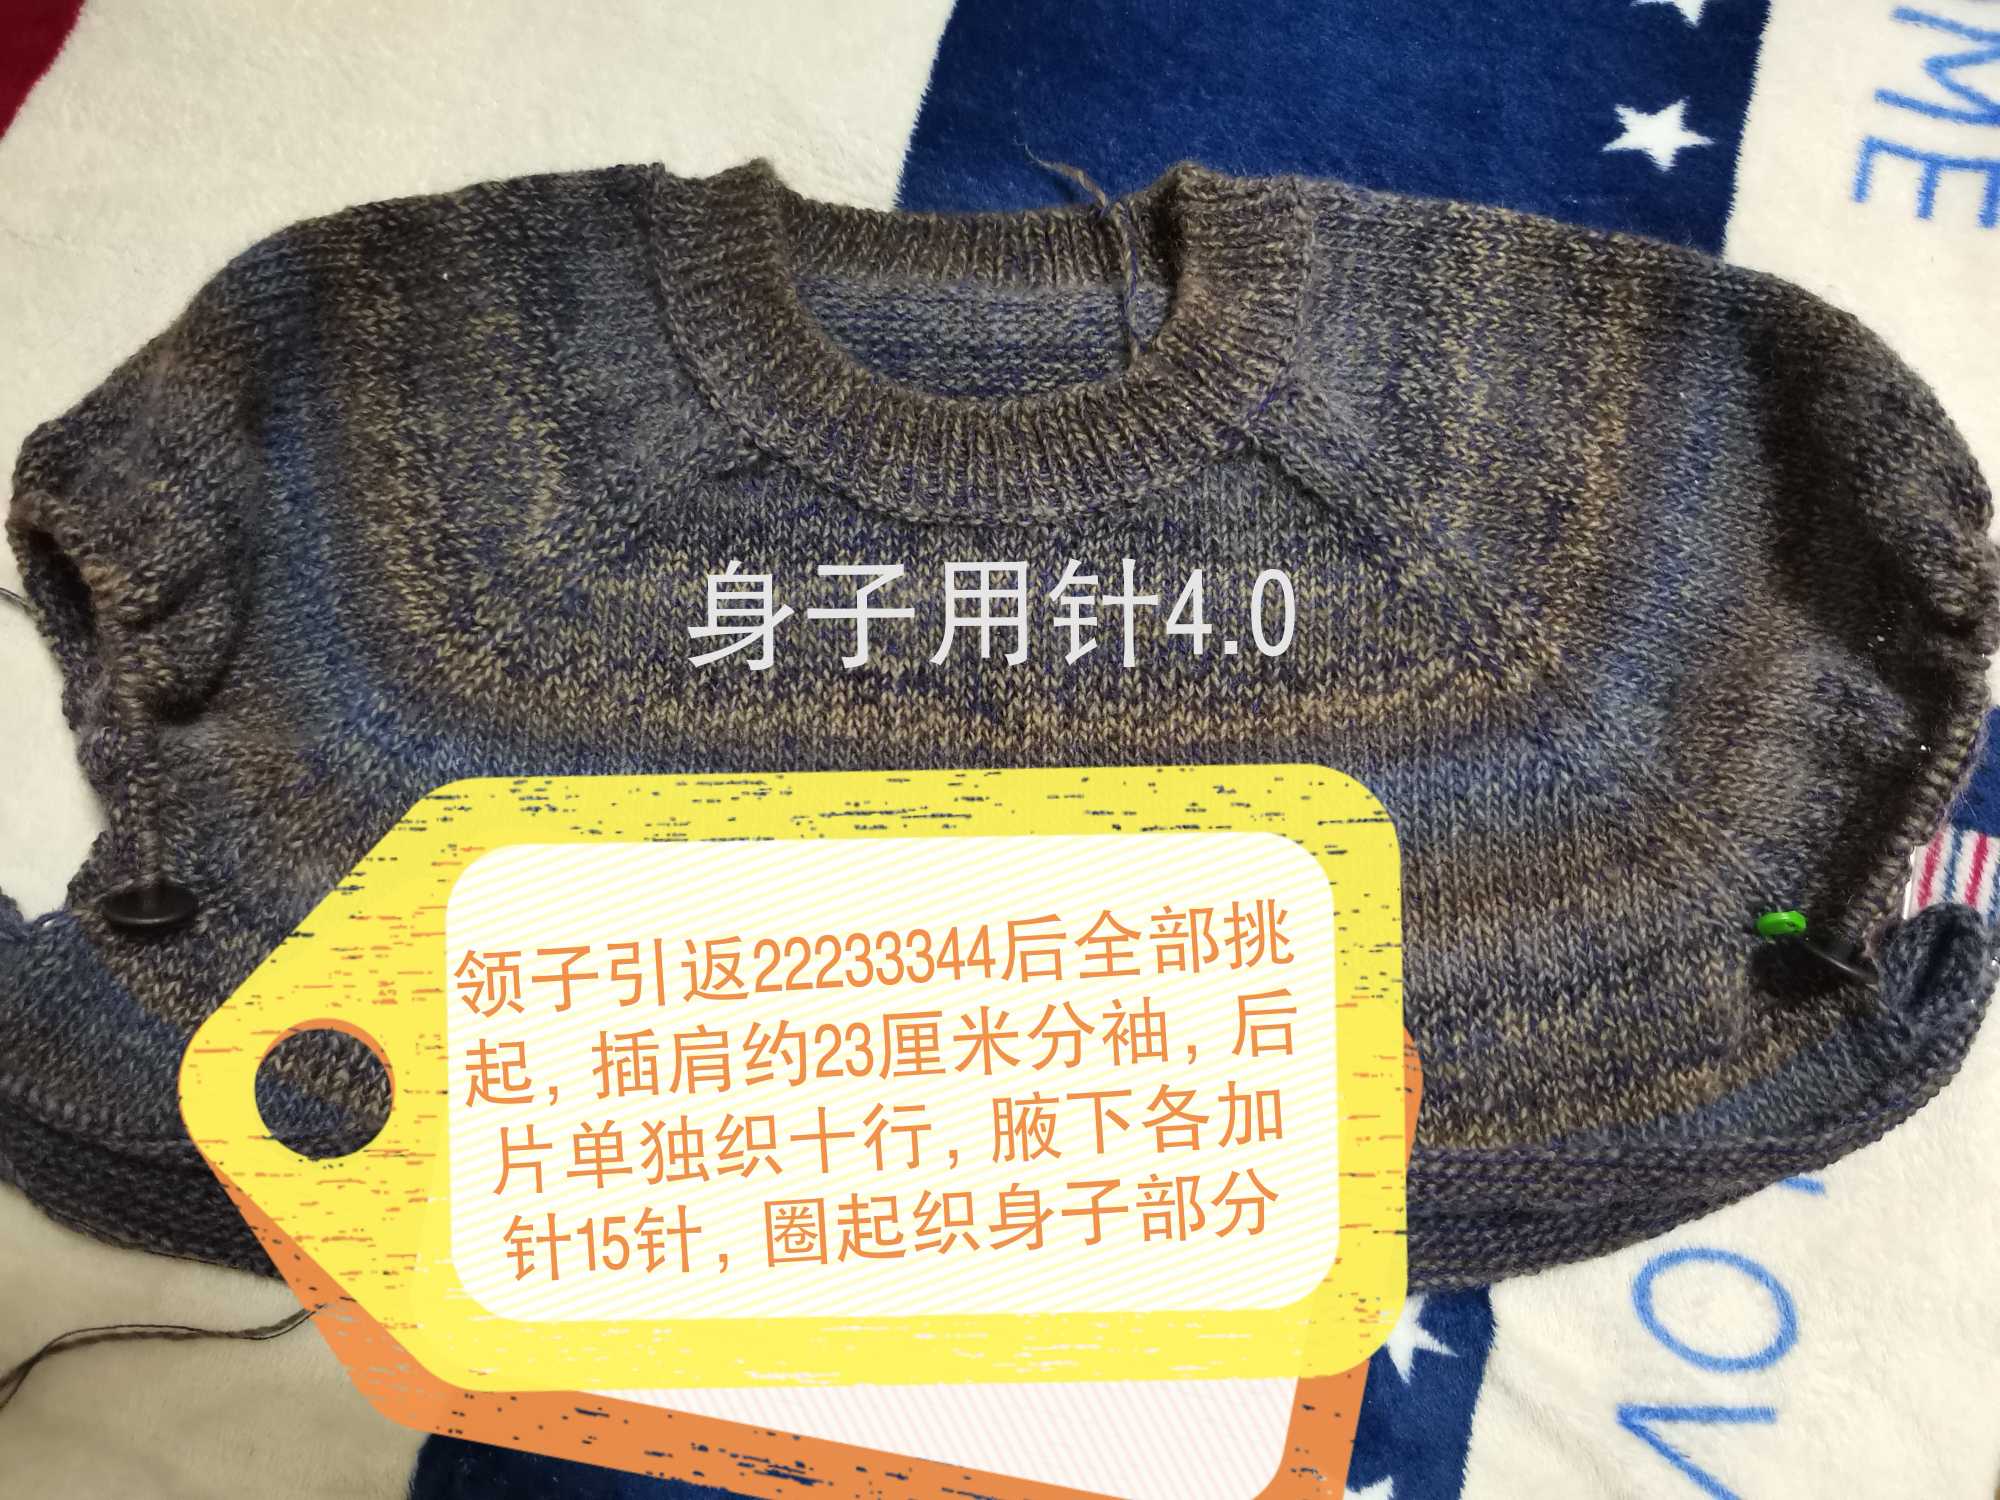 OME
身子用针4.0
领子引返22233344后全部挑
起，插肩约23厘米分袖，后
片单独织十行，腋下各加
针15针，圈起织身子部分
OV